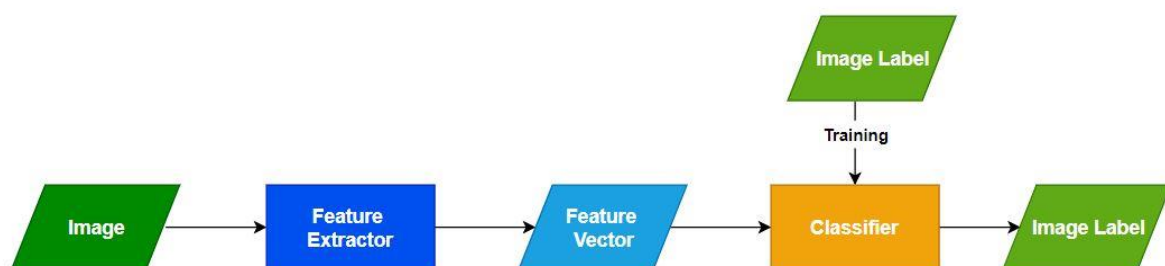 Image Label
Training
Image
Feature
Extractor
Feature
Vector
Classifier
Image Label